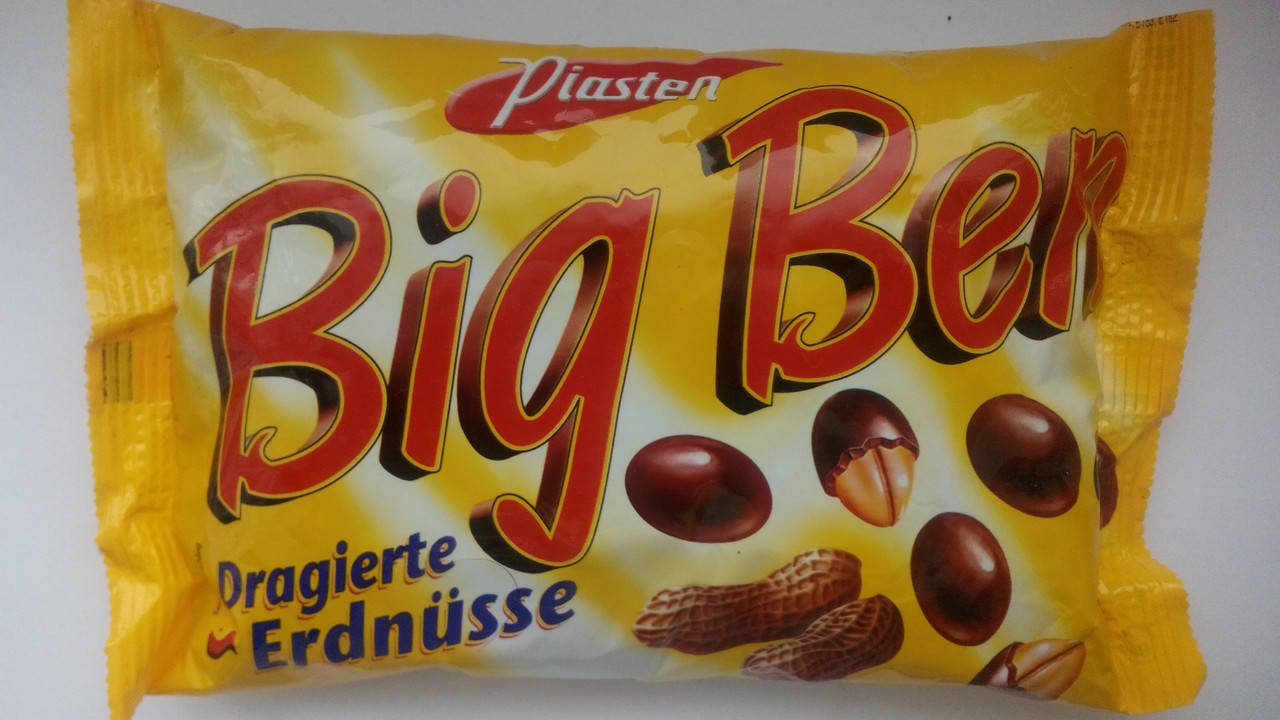 Piasten
Big Ben
Dragierte
Erdnüsse